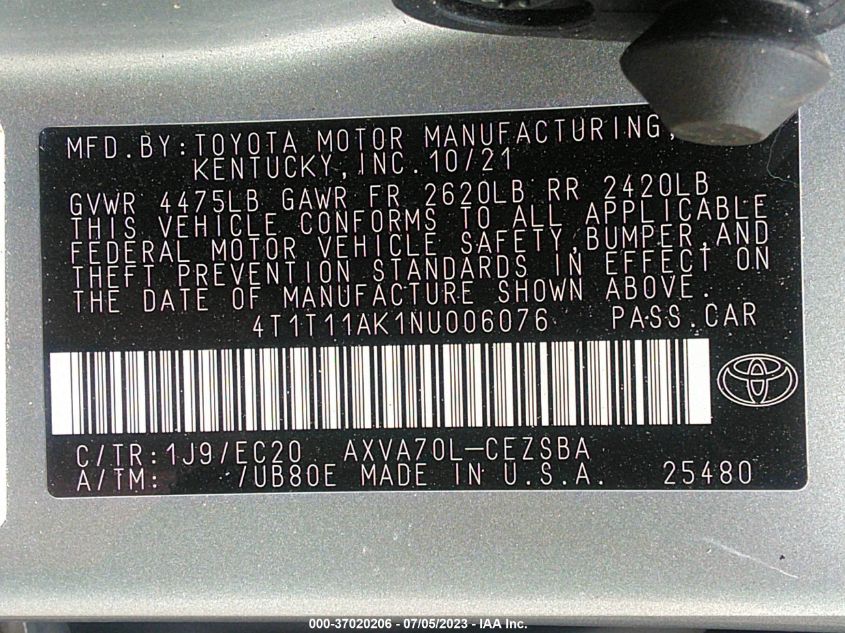 MFD.BY:TOYOTA MOTOR MANUFACTURING,
KENTUCKY,INC.10/21
GVWR 4475LB GAWR FR 2620LB RR 2420LB
THIS VEHICLE CONFORMS TO ALL APPLICABLE
FEDERAL MOTOR VEHICLE SAFETY,BUMPER,AND
THEFT PREVENTION STANDARDS IN EFFECT ON
THE DATE OF MANUFACTURE SHOWN ABOVE.
4T1T11AK1NU006076 PASS.CAR
C/TR:1J9/EC20 AXVA70L-CEZSBA
A/TM: /UB80E MADE IN U.S.A. 25480
000-37020206 - 07/05/2023 - IAA Inc.